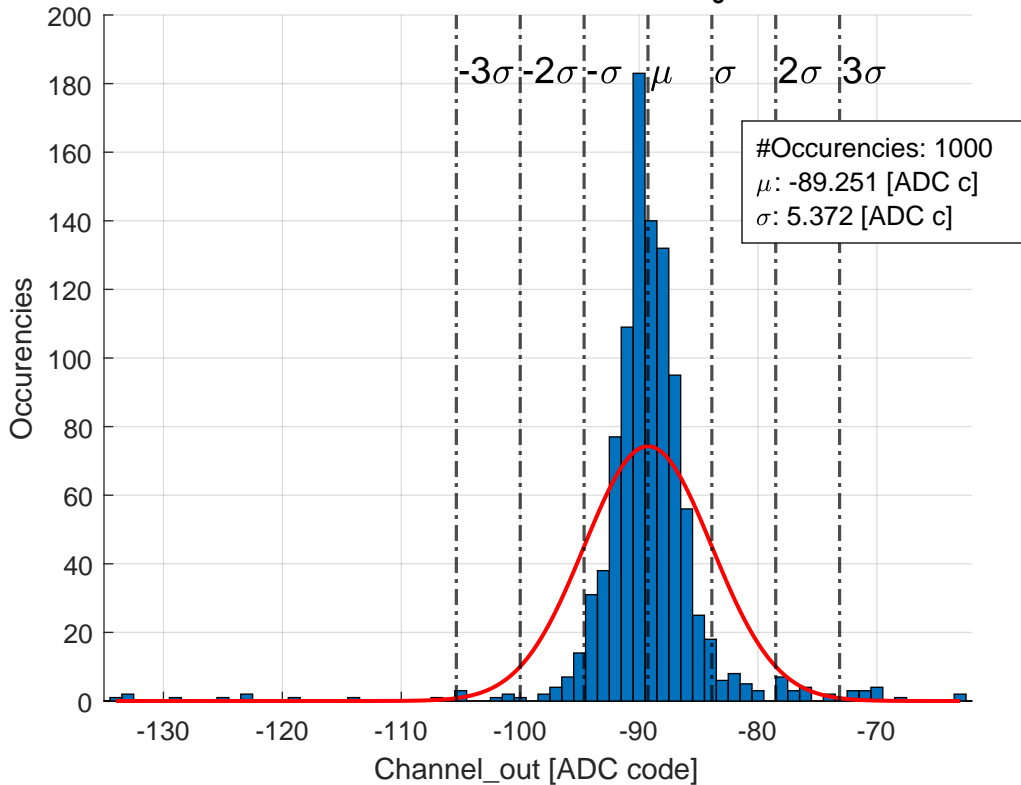 200
-3σ -2σ -σ μ σ 2σ 3σ
180
160
#Occurencies: 1000
μ: -89.251 [ADC c]
σ: 5.372 [ADC c]
140
120
100
80
60
40
20
0
Occurencies
-130 -120 -110 -100 -90 -80 -70
Channel_out [ADC code]